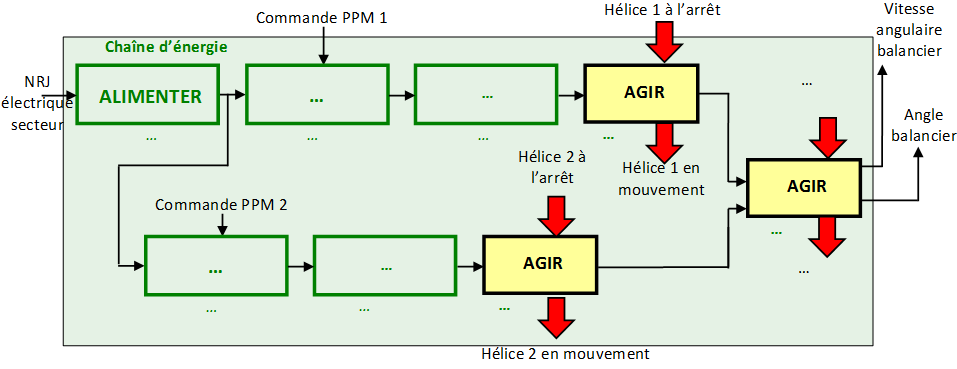 Commande PPM 1
Hélice 1 à l’arrêt
Vitesse
angulaire
balancier
Chaîne d’énergie
NRJ
électrique
secteur
ALIMENTER
...
...
AGIR
...
...
...
...
...
Hélice 1 en
mouvement
Angle
balancier
Hélice 2 à
l’arrêt
AGIR
Commande PPM 2
...
...
...
AGIR
...
...
...
...
Hélice 2 en mouvement